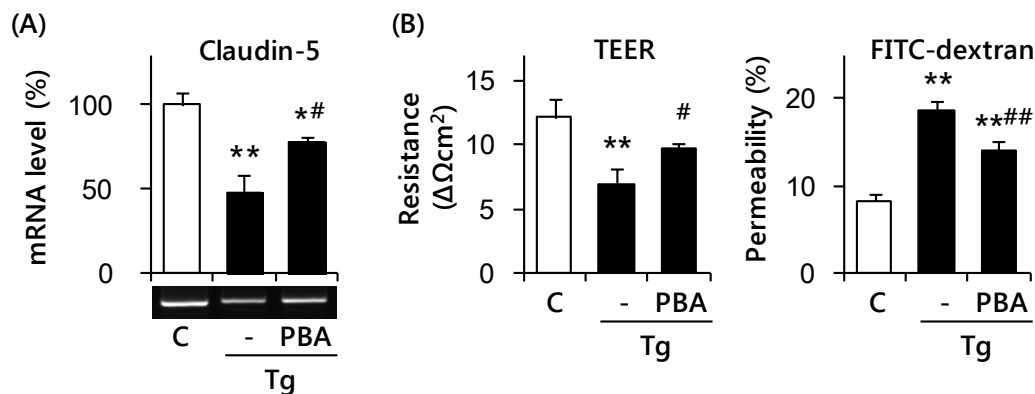 (A)
Claudin-5
mRNA level (%)
100
50
0
**
*#
C
-
PBA
Tg
(B)
TEER
Resistance
(ΔΩcm²)
15
10
5
0
**
#
C
-
PBA
Tg
FITC-dextran
Permeability (%)
20
10
0
**
**##
C
-
PBA
Tg